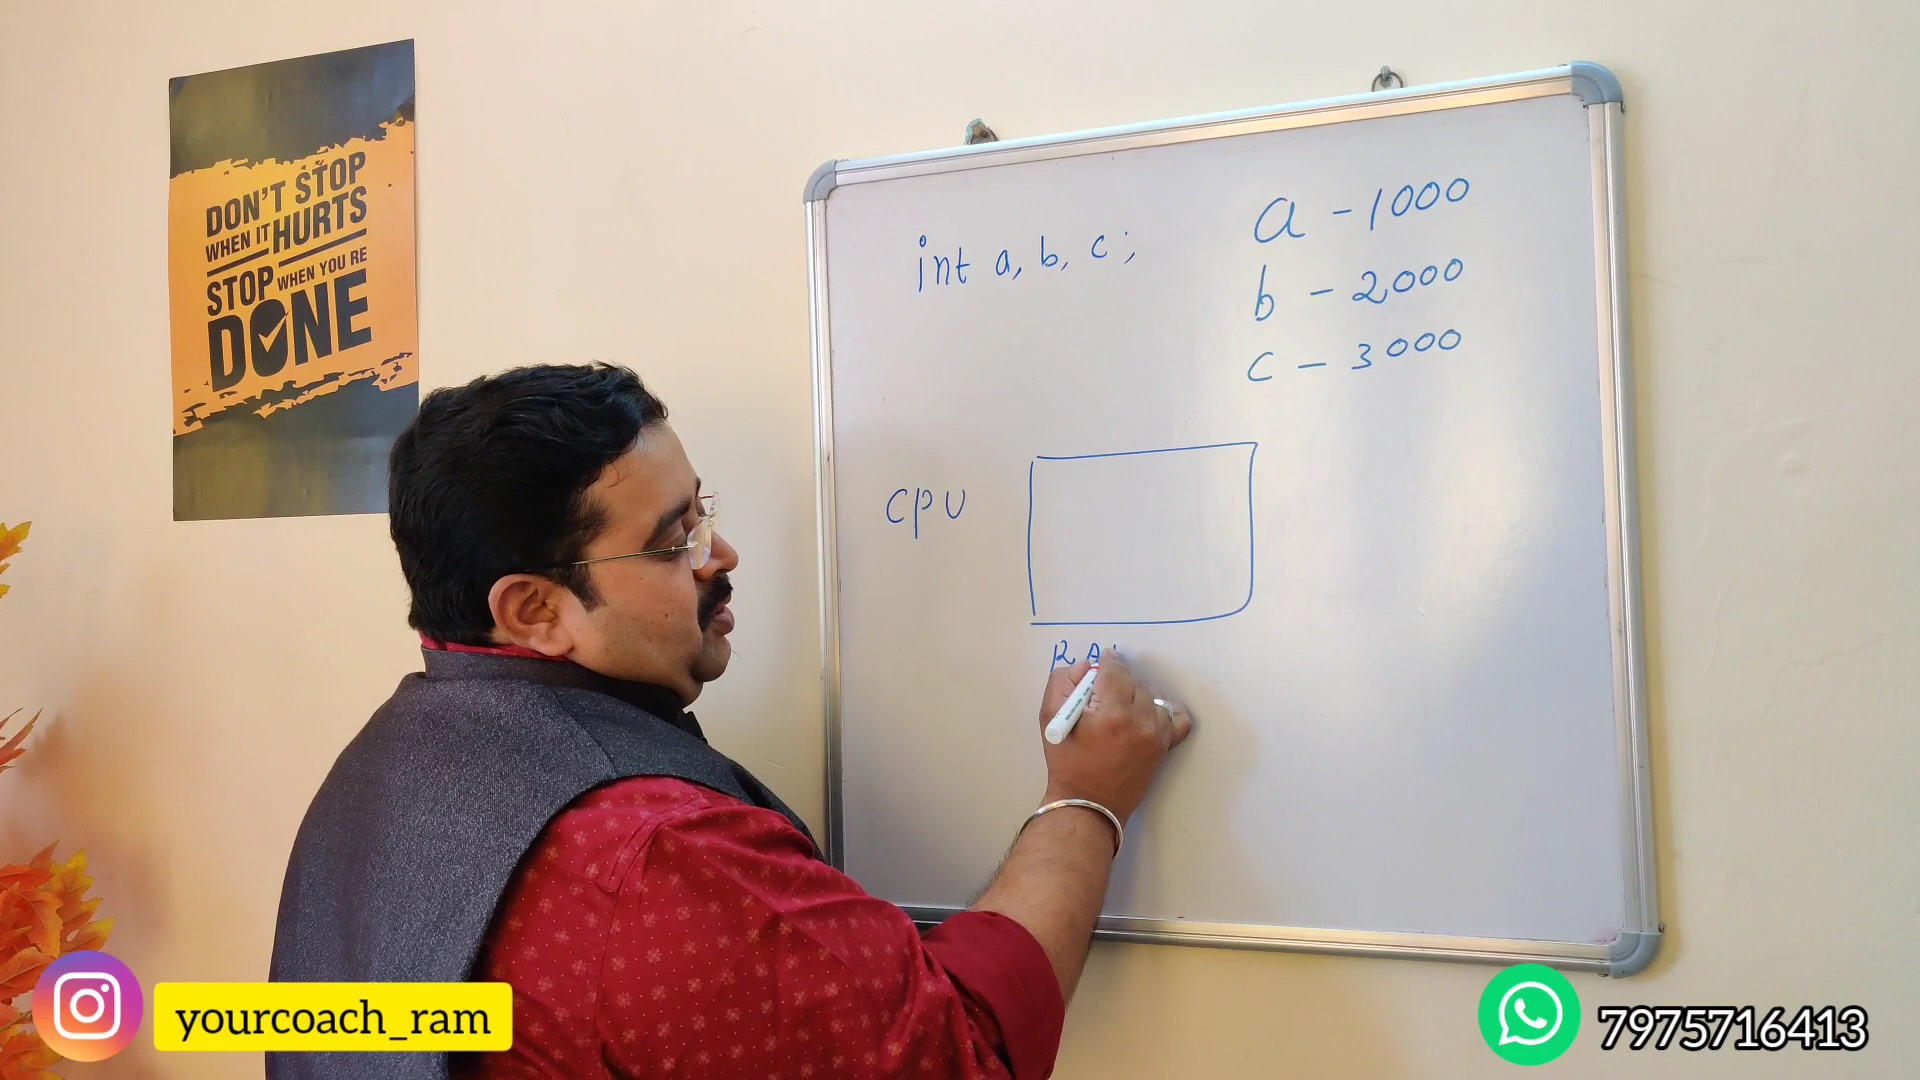 DON'T STOP
WHEN IT HURTS
STOP WHEN YOU'RE
DONE
int a, b, c ;
a - 1000
b - 2000
c - 3000
CPU
yourcoach_ram
7975716413